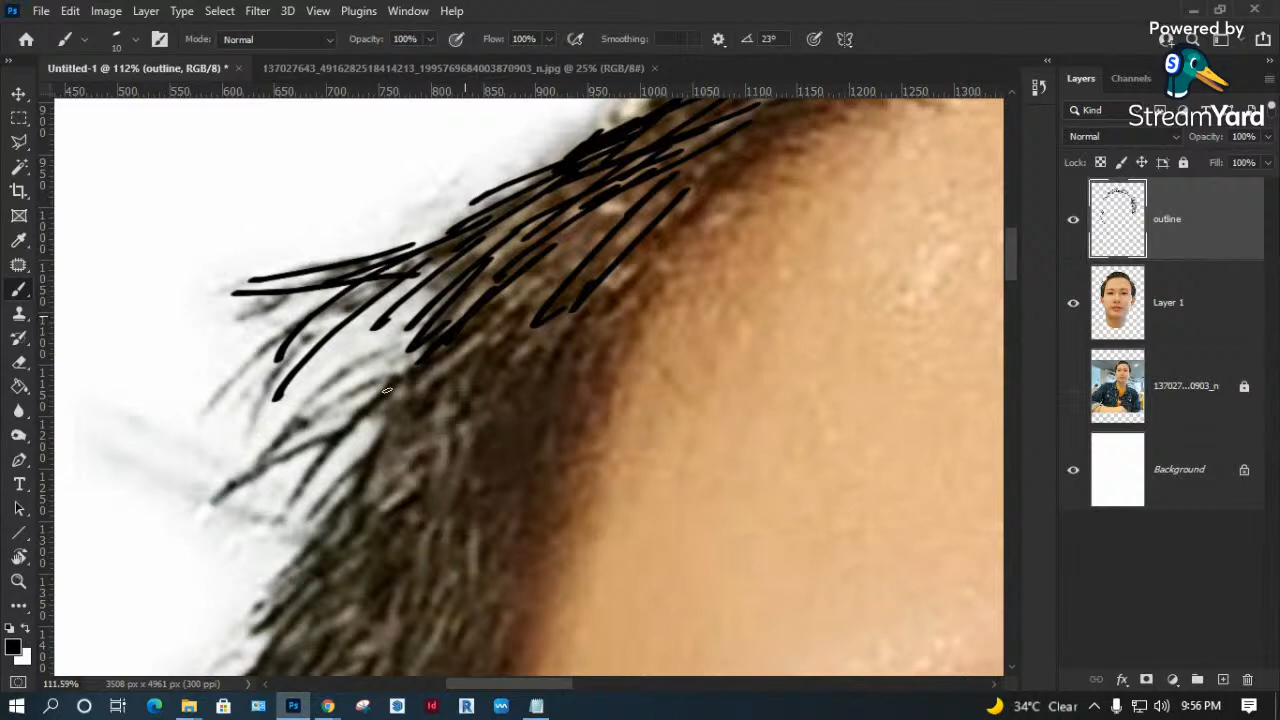 Ps File Edit Image Layer Type Select Filter 3D View Plugins Window Help
Powered by
StreamYard
10 Mode: Normal Opacity: 100% Flow: 100% Smoothing: 23°
Untitled-1 @ 112% (outline, RGB/8) * × 137027643_4916282518414213_1995769684003870903_n.jpg @ 25% (RGB/8#) ×
Layers Channels
450 500 550 600 650 700 750 800 850 900 950 1000 1050 1100 1150 1200 1250 1300
Kind
Normal Opacity: 100%
Lock: Fill: 100%
outline
Layer 1
137027...0903_n
Background
111.59% 3508 px x 4961 px (300 ppi)
Ps Id R
34°C Clear 9:56 PM